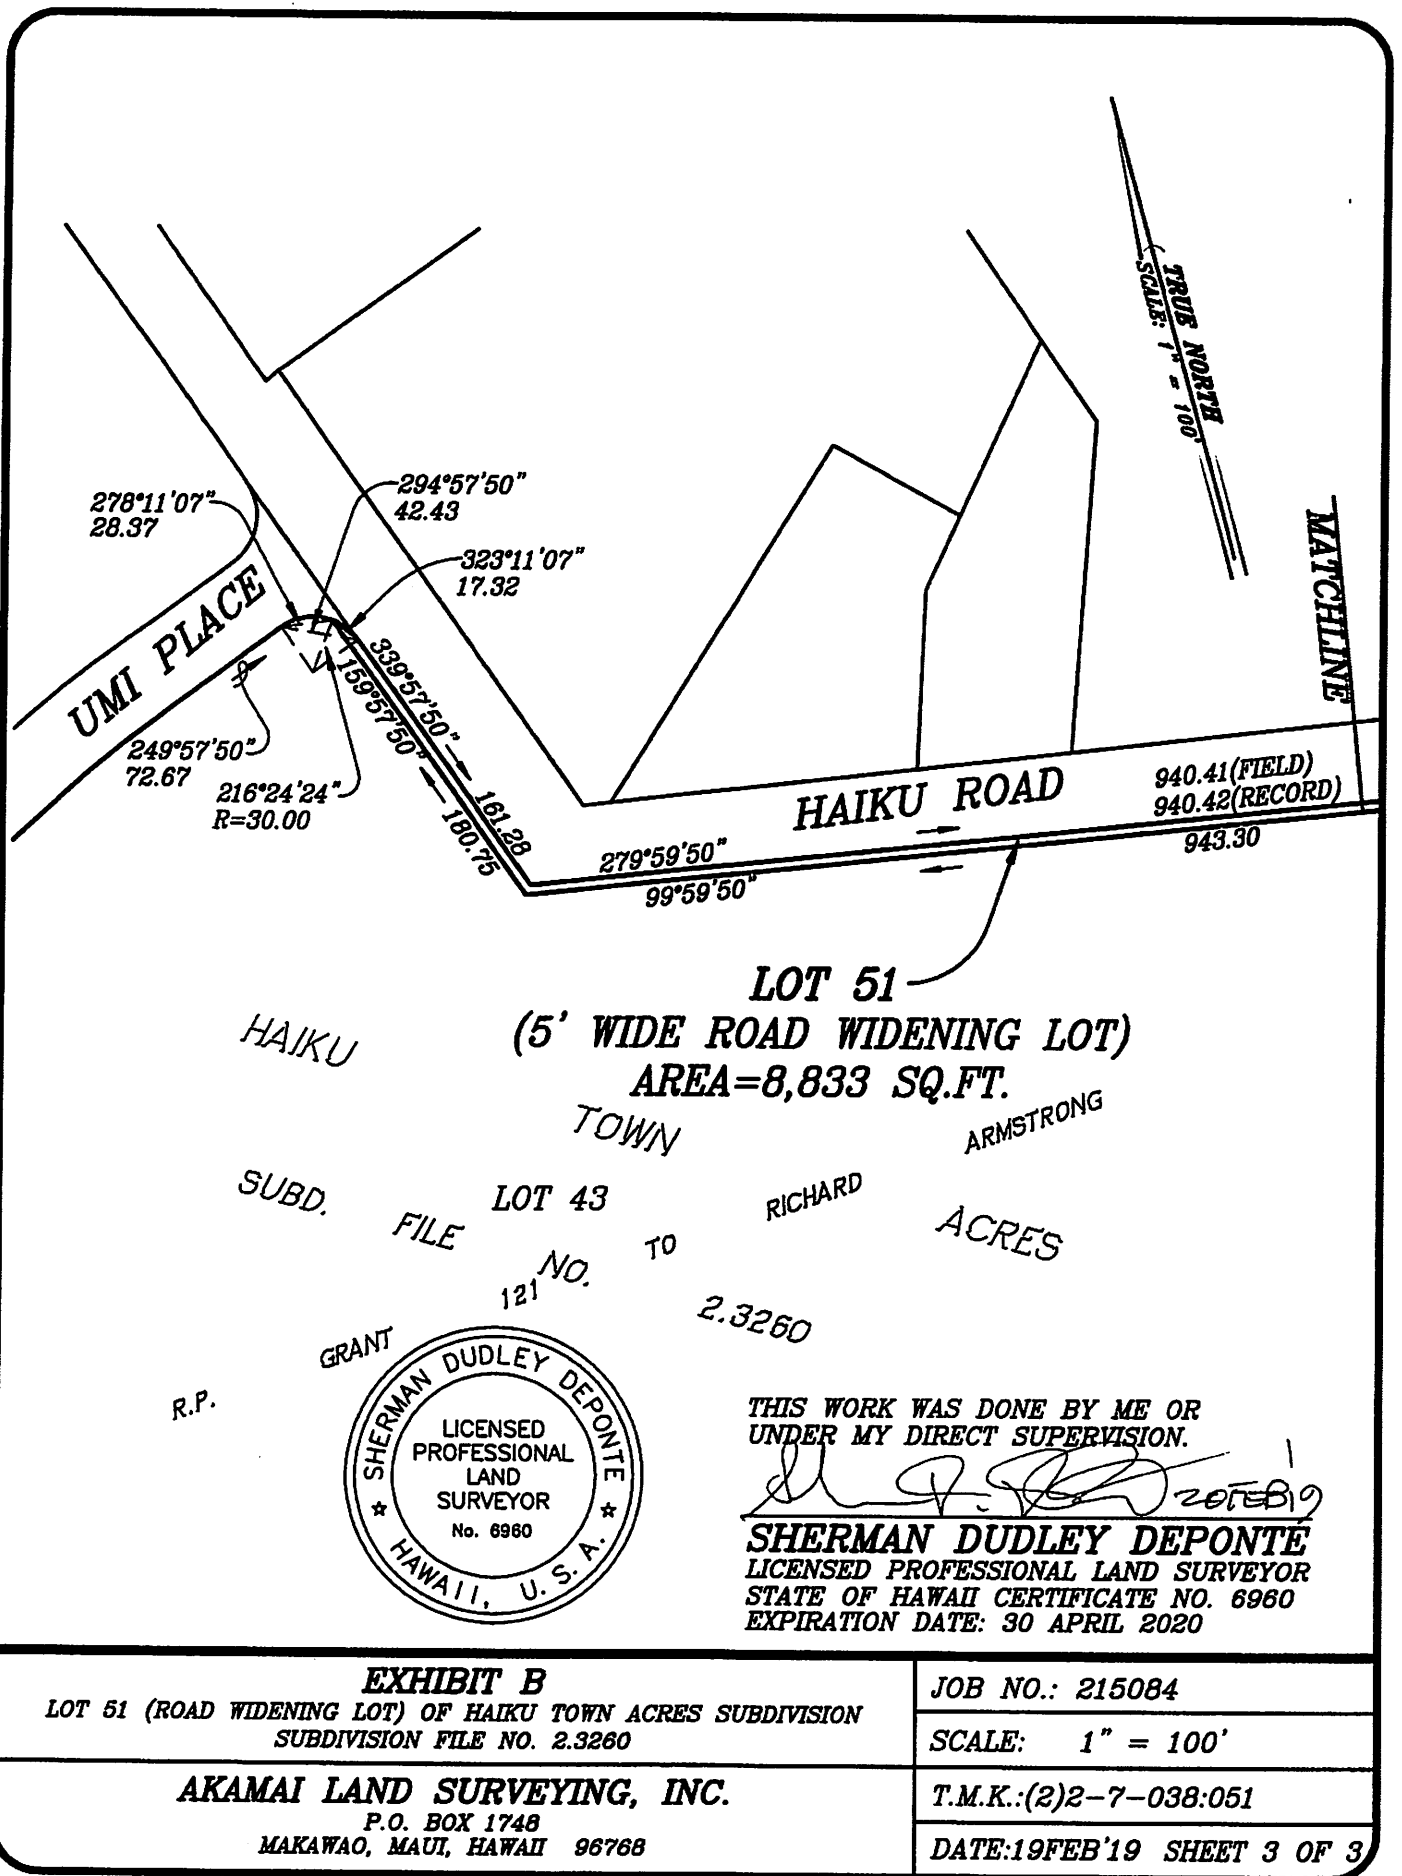 TRUE NORTH
SCALE: 1" = 100'
MATCHLINE
278°11'07"
28.37
294°57'50"
42.43
323°11'07"
17.32
UMI PLACE
249°57'50"
72.67
216°24'24"
R=30.00
339°57'50"
161.28
159°57'50"
180.75
HAIKU ROAD
940.41(FIELD)
940.42(RECORD)
943.30
279°59'50"
99°59'50"
LOT 51
(5' WIDE ROAD WIDENING LOT)
AREA=8,833 SQ.FT.
HAIKU TOWN ACRES
SUBD. FILE NO. 2.3260
LOT 43
R.P. GRANT 121 TO RICHARD ARMSTRONG
SHERMAN DUDLEY DEPONTE
LICENSED
PROFESSIONAL
LAND
SURVEYOR
No. 6960
HAWAII, U.S.A.
THIS WORK WAS DONE BY ME OR
UNDER MY DIRECT SUPERVISION.
20FEB19
SHERMAN DUDLEY DEPONTE
LICENSED PROFESSIONAL LAND SURVEYOR
STATE OF HAWAII CERTIFICATE NO. 6960
EXPIRATION DATE: 30 APRIL 2020
EXHIBIT B
LOT 51 (ROAD WIDENING LOT) OF HAIKU TOWN ACRES SUBDIVISION
SUBDIVISION FILE NO. 2.3260
AKAMAI LAND SURVEYING, INC.
P.O. BOX 1748
MAKAWAO, MAUI, HAWAII 96768
JOB NO.: 215084
SCALE: 1" = 100'
T.M.K.:(2)2-7-038:051
DATE:19FEB'19 SHEET 3 OF 3